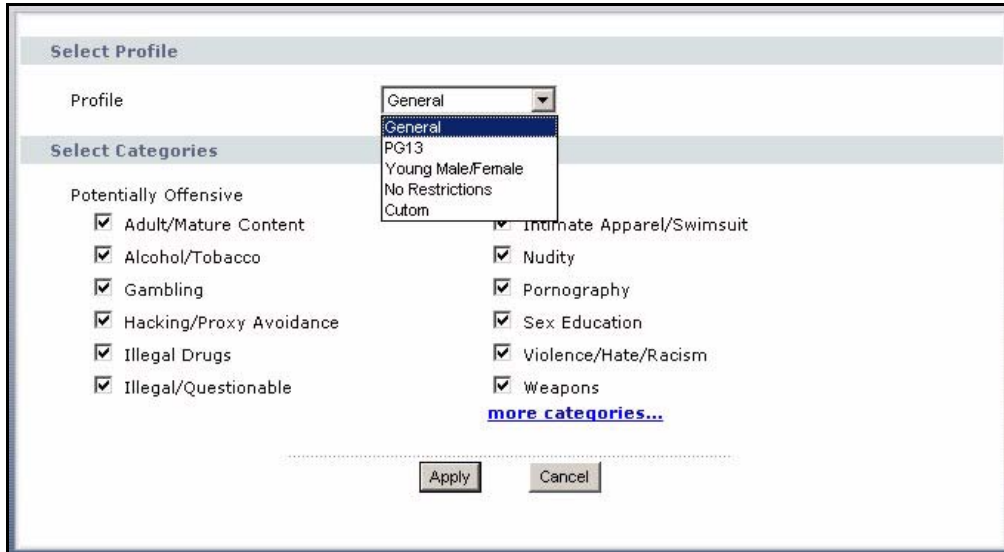 Select Profile
Profile
General
General
PG13
Select Categories
Young Male/Female
No Restrictions
Cutom
Potentially Offensive
Adult/Mature Content
Intimate Apparel/Swimsuit
Alcohol/Tobacco
Nudity
Gambling
Pornography
Hacking/Proxy Avoidance
Sex Education
Illegal Drugs
Violence/Hate/Racism
Illegal/Questionable
Weapons
more categories...
Apply
Cancel